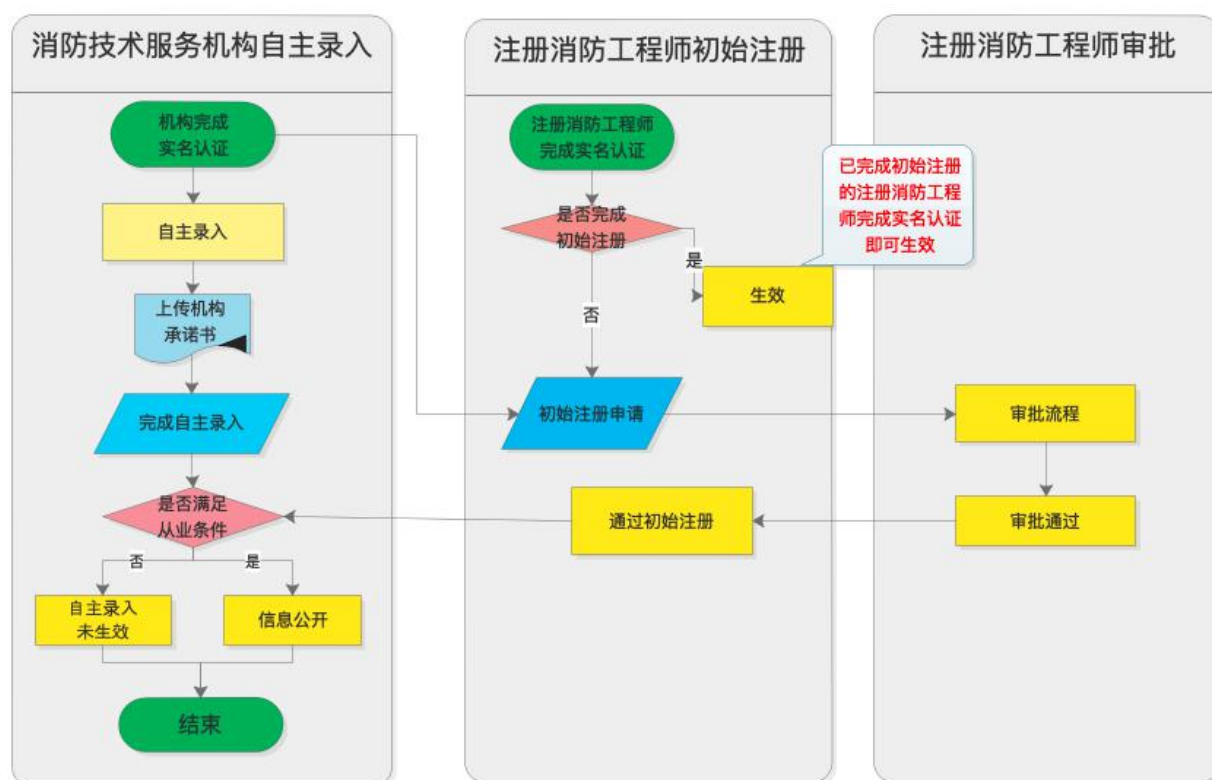 消防技术服务机构自主录入
机构完成
实名认证
自主录入
上传机构
承诺书
完成自主录入
是否满足
从业条件
否
是
自主录入
未生效
信息公开
结束
注册消防工程师初始注册
注册消防工程师
完成实名认证
是否完成
初始注册
是
生效
已完成初始注册
的注册消防工程
师完成实名认证
即可生效
否
初始注册申请
通过初始注册
注册消防工程师审批
审批流程
审批通过